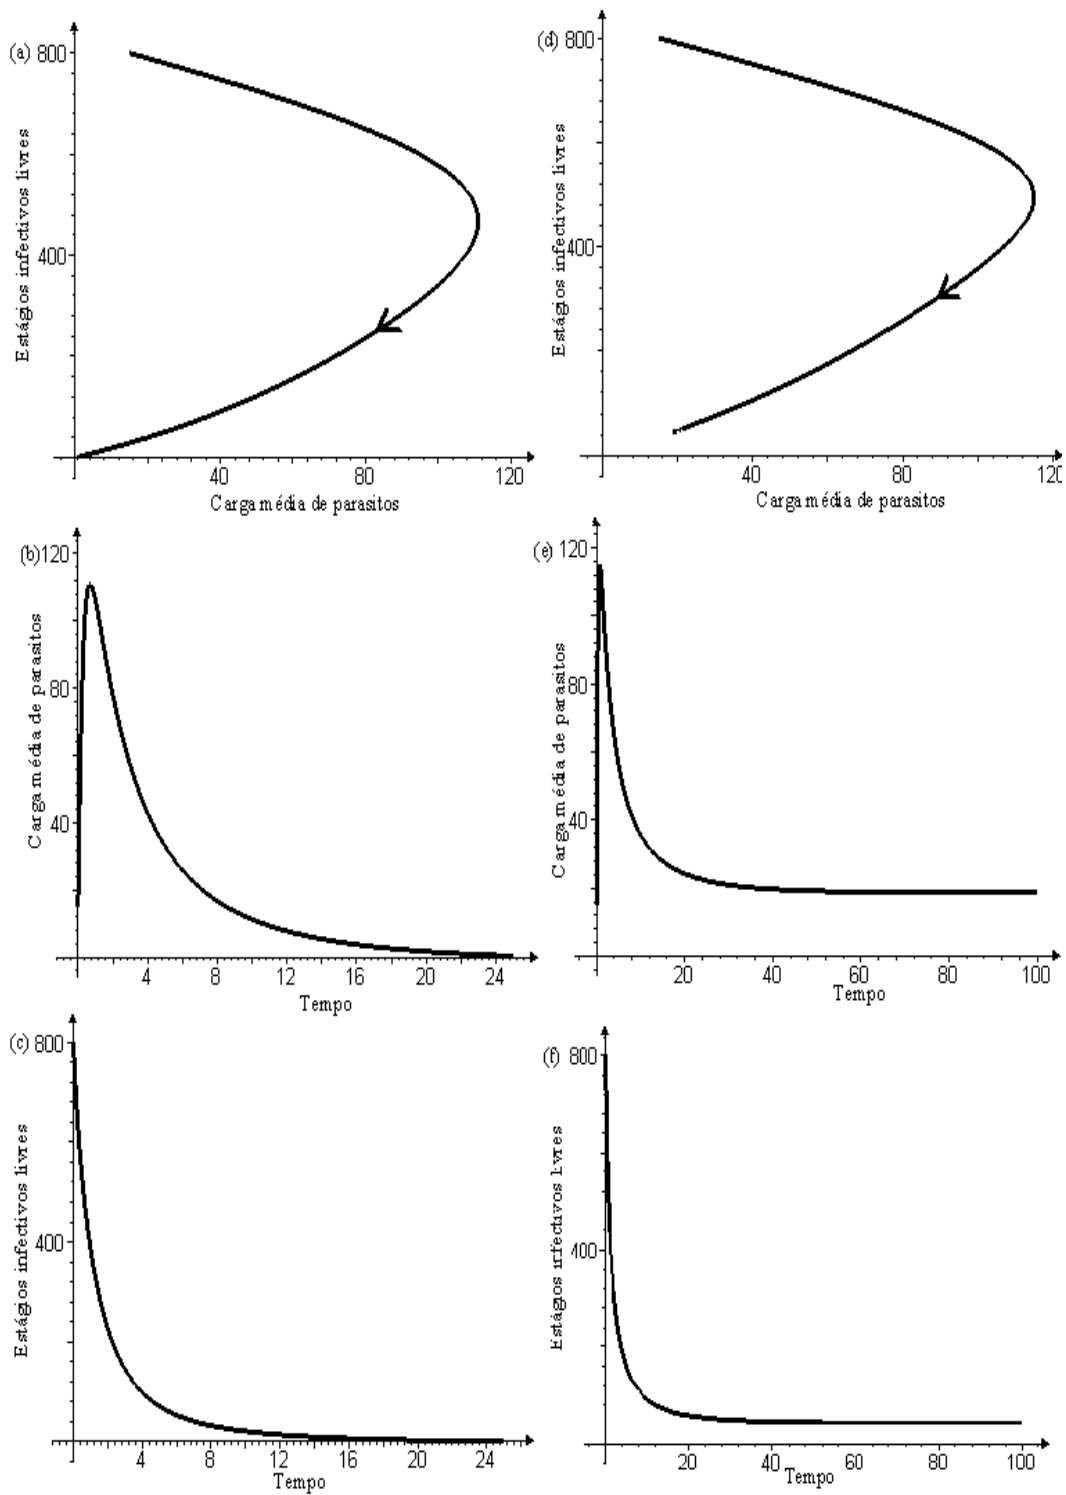 (a) 800
400
40 80 120
Estágios infectivos livres
Carga média de parasitos
(d) 800
400
40 80 120
Estágios infectivos livres
Carga média de parasitos
(b) 120
80
40
4 8 12 16 20 24
Carga média de parasitos
Tempo
(e) 120
80
40
20 40 60 80 100
Carga média de parasitos
Tempo
(c) 800
400
4 8 12 16 20 24
Estágios infectivos livres
Tempo
(f) 800
400
20 40 60 80 100
Estágios infectivos livres
Tempo